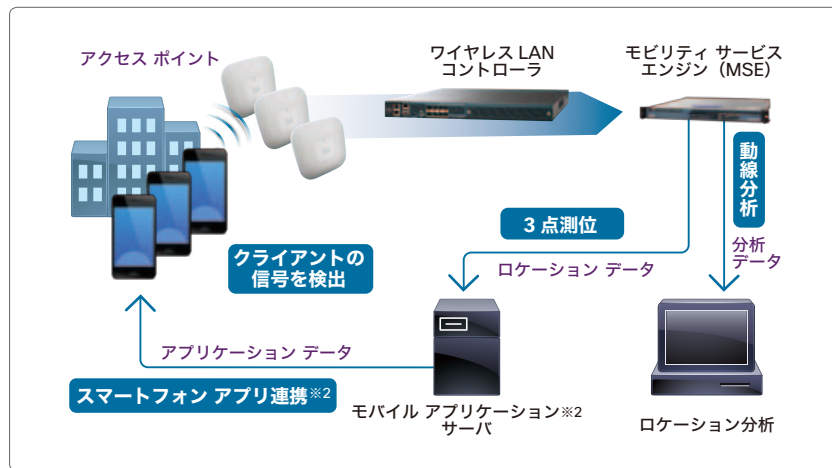 アクセス ポイント
ワイヤレス LAN
コントローラ
モビリティ サービス
エンジン（MSE）
動線分析
3 点測位
分析
データ
クライアントの
信号を検出
ロケーション データ
アプリケーション データ
スマートフォン アプリ連携※2
モバイル アプリケーション※2
サーバ
ロケーション分析